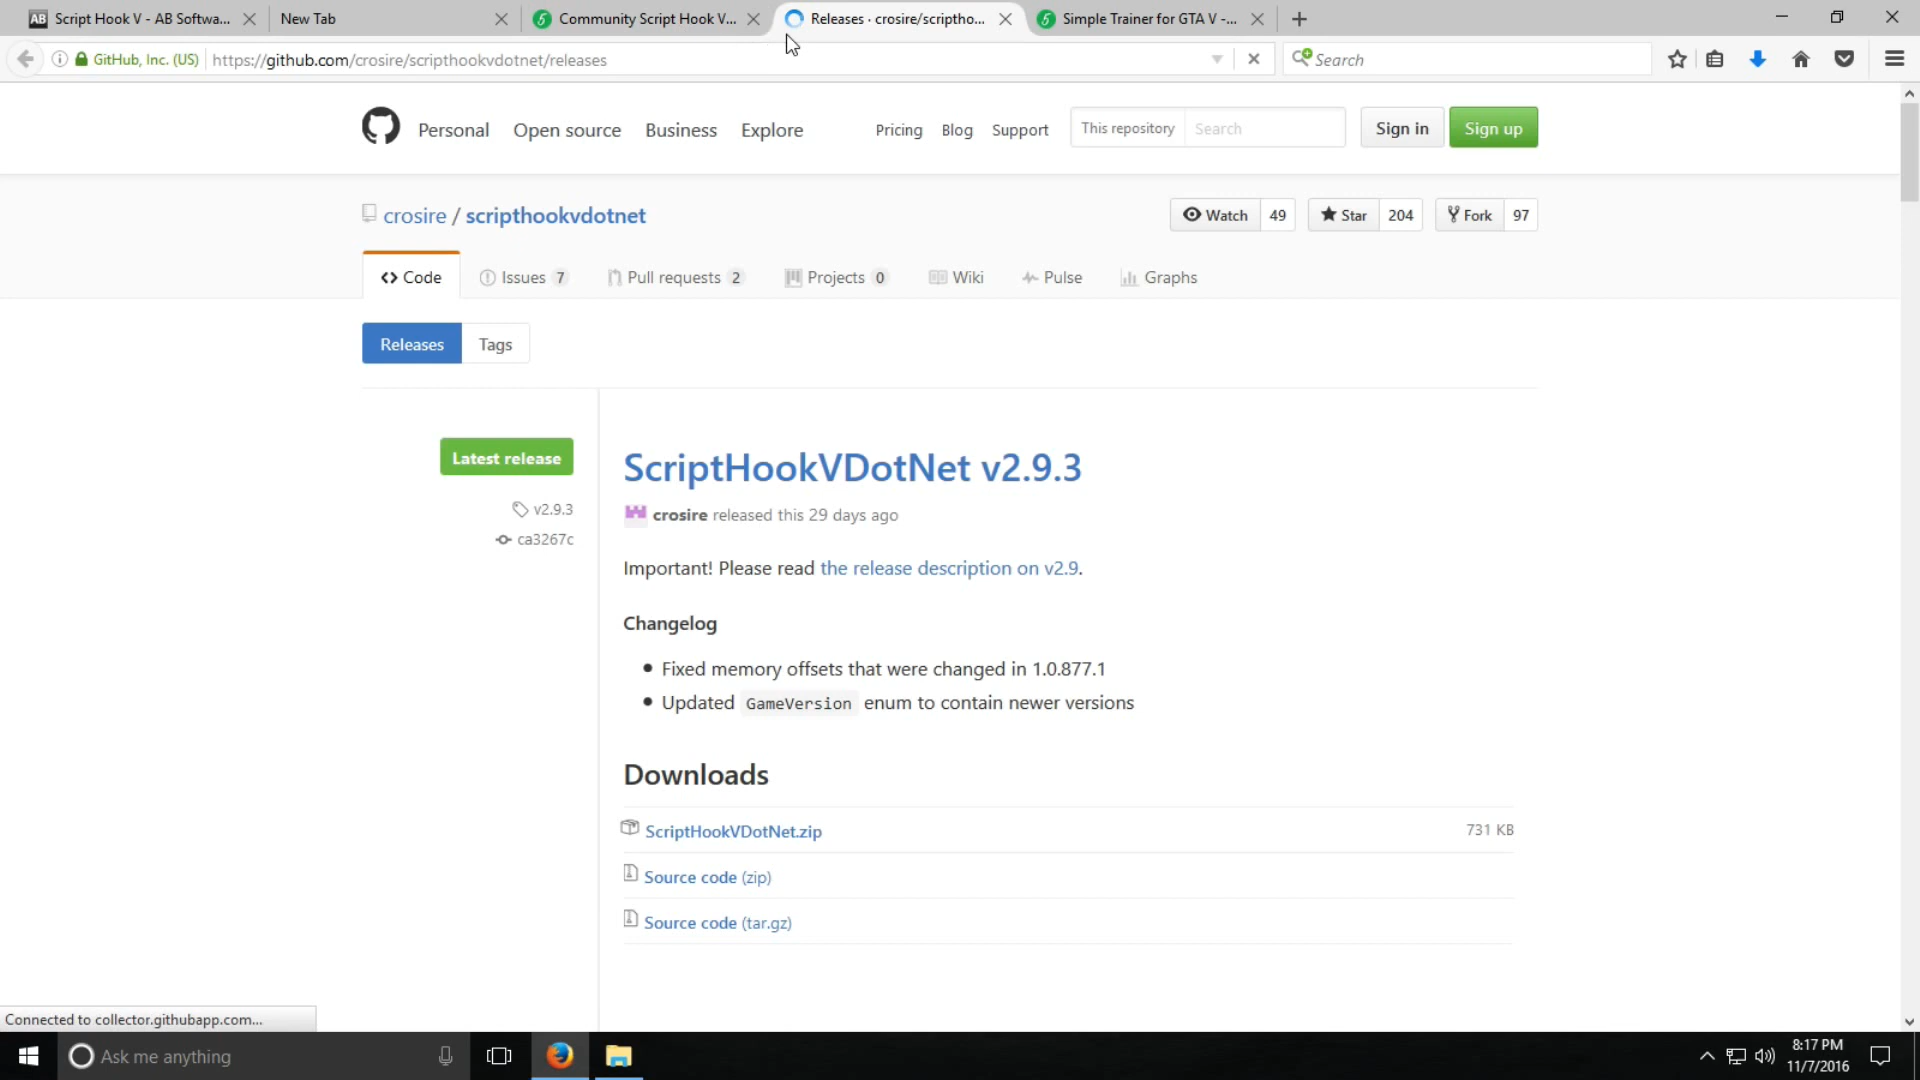 AB Script Hook V - AB Softwa...
New Tab
5 Community Script Hook V...
Releases · crosire/scriptho...
5 Simple Trainer for GTA V -...
GitHub, Inc. (US) https://github.com/crosire/scripthookvdotnet/releases
Search
Personal Open source Business Explore Pricing Blog Support This repository Search Sign in Sign up
crosire / scripthookvdotnet
Watch 49 Star 204 Fork 97
Code Issues 7 Pull requests 2 Projects 0 Wiki Pulse Graphs
Releases Tags
Latest release
v2.9.3
ca3267c
ScriptHookVDotNet v2.9.3
crosire released this 29 days ago
Important! Please read the release description on v2.9.
Changelog
Fixed memory offsets that were changed in 1.0.877.1
Updated GameVersion enum to contain newer versions
Downloads
ScriptHookVDotNet.zip 731 KB
Source code (zip)
Source code (tar.gz)
Connected to collector.githubapp.com...
Ask me anything
8:17 PM
11/7/2016